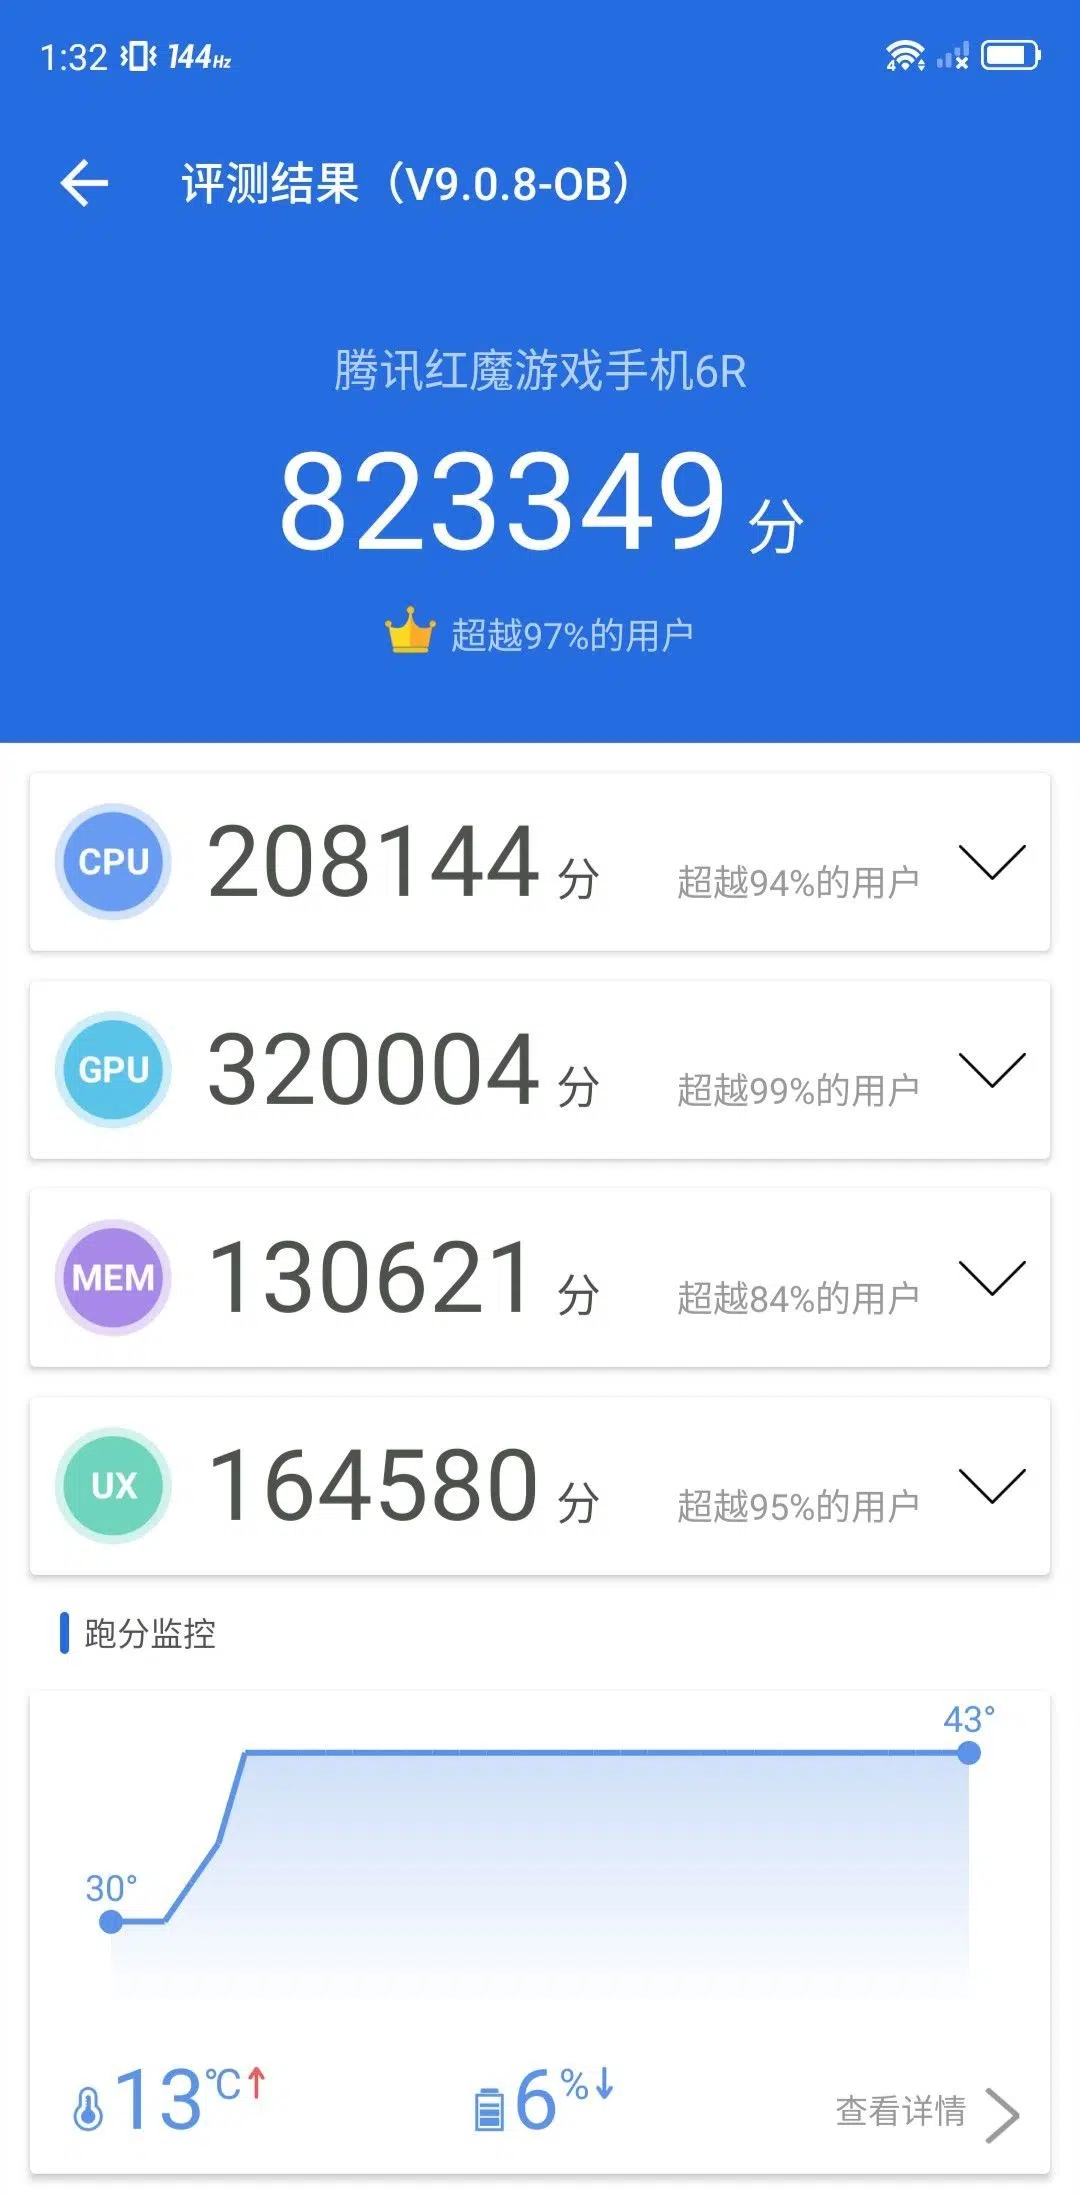 1:32 144Hz
评测结果（V9.0.8-OB）
腾讯红魔游戏手机6R
823349 分
超越97%的用户
CPU 208144 分 超越94%的用户
GPU 320004 分 超越99%的用户
MEM 130621 分 超越84%的用户
UX 164580 分 超越95%的用户
跑分监控
43°
30°
13℃↑ 6%↓ 查看详情